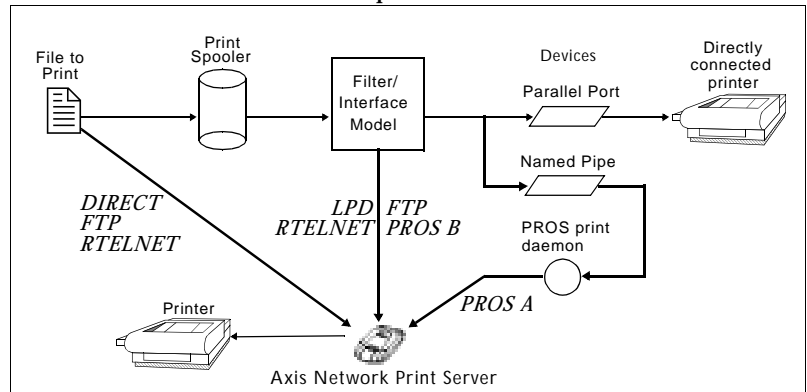 File to
Print
Print
Spooler
Filter/
Interface
Model
Devices
Parallel Port
Directly
connected
printer
Named Pipe
DIRECT
FTP
RTELNET
LPD FTP
RTELNET PROS B
PROS print
daemon
PROS A
Printer
Axis Network Print Server